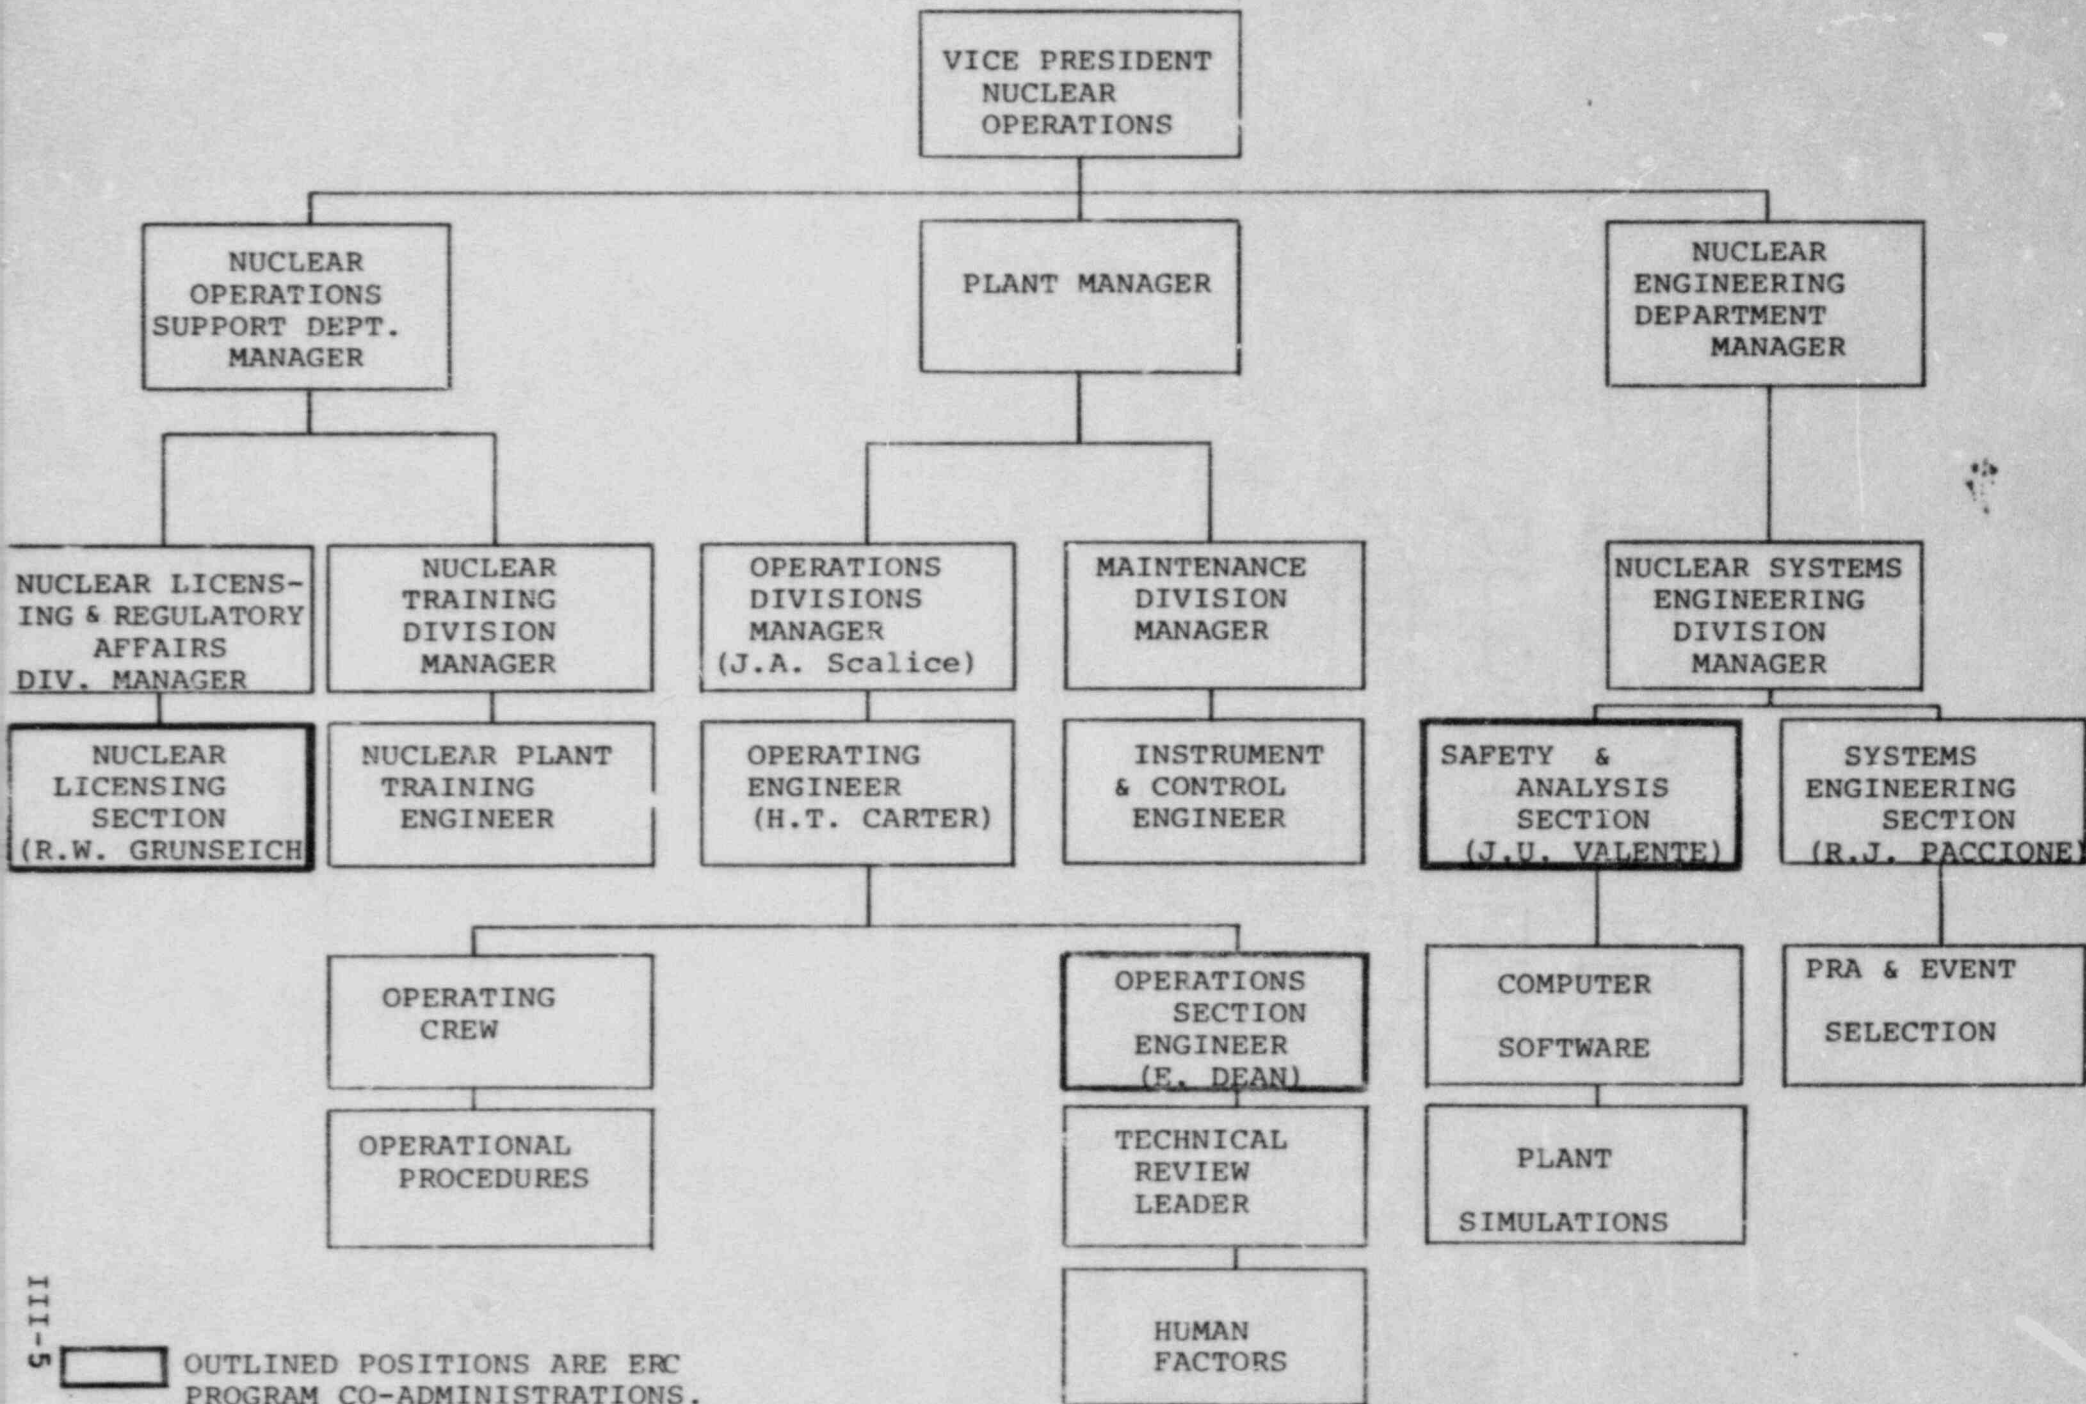 VICE PRESIDENT
NUCLEAR
OPERATIONS
NUCLEAR
OPERATIONS
SUPPORT DEPT.
MANAGER
PLANT MANAGER
NUCLEAR
ENGINEERING
DEPARTMENT
MANAGER
NUCLEAR LICENS-
ING & REGULATORY
AFFAIRS
DIV. MANAGER
NUCLEAR
TRAINING
DIVISION
MANAGER
OPERATIONS
DIVISIONS
MANAGER
(J.A. Scalice)
MAINTENANCE
DIVISION
MANAGER
NUCLEAR SYSTEMS
ENGINEERING
DIVISION
MANAGER
NUCLEAR
LICENSING
SECTION
(R.W. GRUNSEICH
NUCLEAR PLANT
TRAINING
ENGINEER
OPERATING
ENGINEER
(H.T. CARTER)
INSTRUMENT
& CONTROL
ENGINEER
SAFETY &
ANALYSIS
SECTION
(J.U. VALENTE)
SYSTEMS
ENGINEERING
SECTION
(R.J. PACCIONE)
OPERATING
CREW
OPERATIONS
SECTION
ENGINEER
(E. DEAN)
COMPUTER
SOFTWARE
PRA & EVENT
SELECTION
OPERATIONAL
PROCEDURES
TECHNICAL
REVIEW
LEADER
PLANT
SIMULATIONS
HUMAN
FACTORS
III-5
OUTLINED POSITIONS ARE ERC
PROGRAM CO-ADMINISTRATIONS.